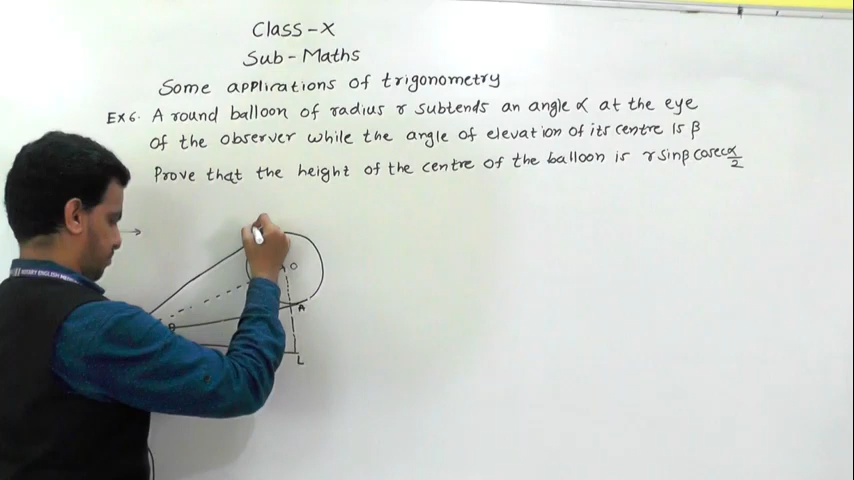 Class-X
Sub-Maths
Some applications of trigonometry
Ex 6. A round balloon of radius r subtends an angle α at the eye
of the observer while the angle of elevation of its centre is β
Prove that the height of the centre of the balloon is r sinβ cosec α/2
O
A
L